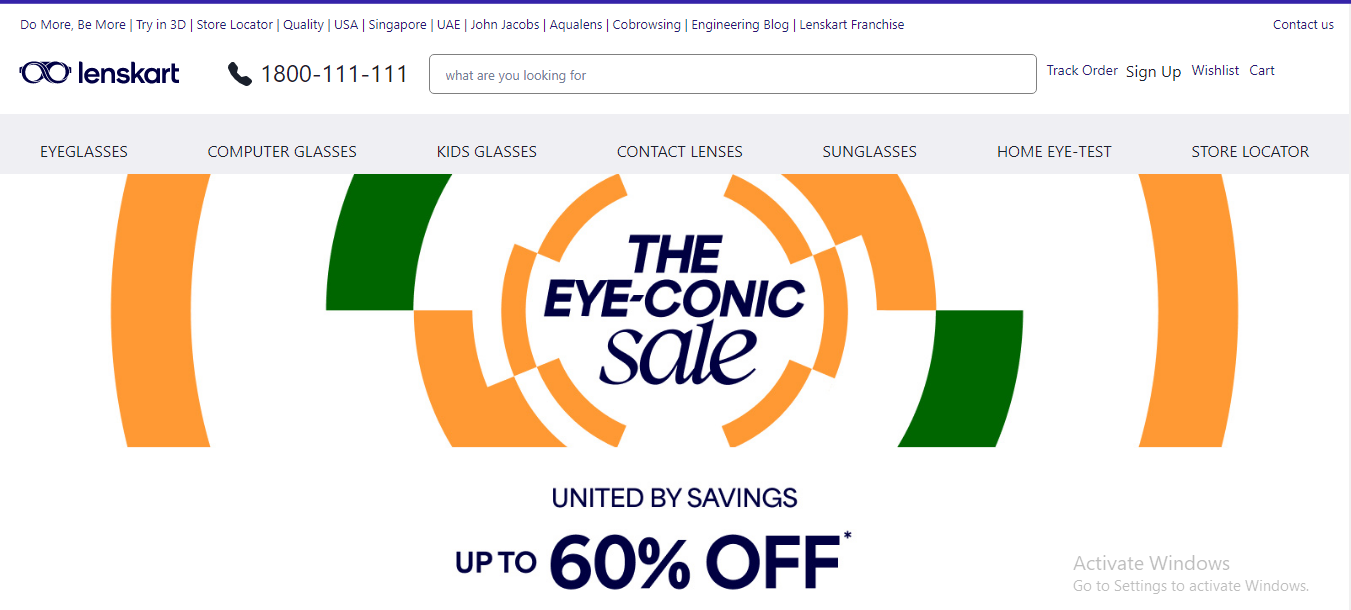 Do More, Be More | Try in 3D | Store Locator | Quality | USA | Singapore | UAE | John Jacobs | Aqualens | Cobrowsing | Engineering Blog | Lenskart Franchise Contact us
lenskart 1800-111-111 what are you looking for Track Order Sign Up Wishlist Cart
EYEGLASSES COMPUTER GLASSES KIDS GLASSES CONTACT LENSES SUNGLASSES HOME EYE-TEST STORE LOCATOR
THE
EYE-CONIC
sale
UNITED BY SAVINGS
UP TO 60% OFF*
Activate Windows
Go to Settings to activate Windows.